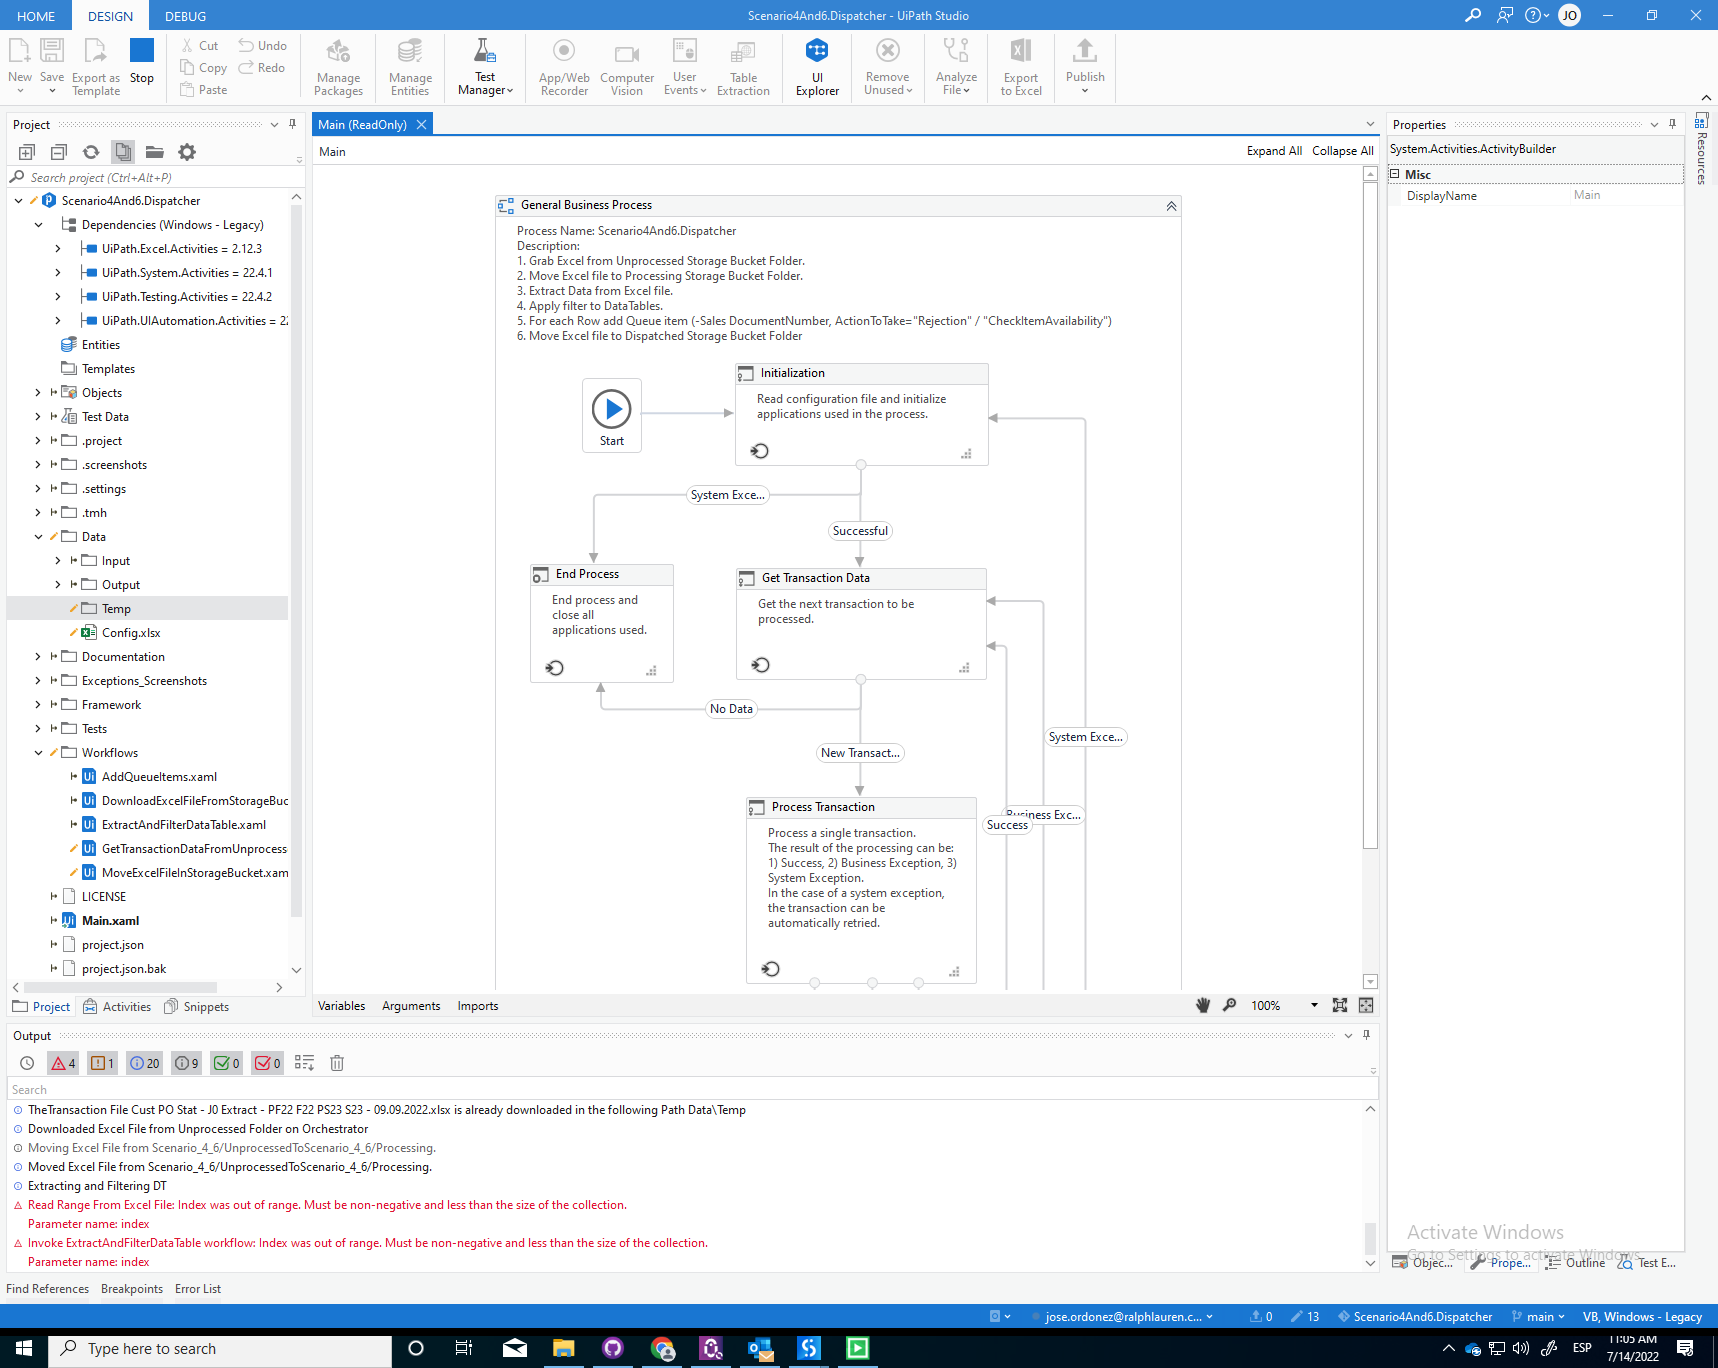 HOME
DESIGN
DEBUG
Scenario4And6.Dispatcher - UiPath Studio
JO
New
Save
Export as Template
Stop
Cut
Copy
Paste
Undo
Redo
Manage Packages
Manage Entities
Test Manager
App/Web Recorder
Computer Vision
User Events
Table Extraction
UI Explorer
Remove Unused
Analyze File
Export to Excel
Publish
Project
Search project (Ctrl+Alt+P)
Scenario4And6.Dispatcher
Dependencies (Windows - Legacy)
UiPath.Excel.Activities = 2.12.3
UiPath.System.Activities = 22.4.1
UiPath.Testing.Activities = 22.4.2
UiPath.UIAutomation.Activities = 22
Entities
Templates
Objects
Test Data
.project
.screenshots
.settings
.tmh
Data
Input
Output
Temp
Config.xlsx
Documentation
Exceptions_Screenshots
Framework
Tests
Workflows
AddQueueItems.xaml
DownloadExcelFileFromStorageBuc
ExtractAndFilterDataTable.xaml
GetTransactionDataFromUnprocess
MoveExcelFileInStorageBucket.xam
LICENSE
Main.xaml
project.json
project.json.bak
Project
Activities
Snippets
Main (ReadOnly)
Main
Expand All
Collapse All
General Business Process
Process Name: Scenario4And6.Dispatcher
Description:
1. Grab Excel from Unprocessed Storage Bucket Folder.
2. Move Excel file to Processing Storage Bucket Folder.
3. Extract Data from Excel file.
4. Apply filter to DataTables.
5. For each Row add Queue item (-Sales DocumentNumber, ActionToTake="Rejection" / "CheckItemAvailability")
6. Move Excel file to Dispatched Storage Bucket Folder
Start
Initialization
Read configuration file and initialize
applications used in the process.
System Exce...
Successful
End Process
End process and
close all
applications used.
Get Transaction Data
Get the next transaction to be
processed.
No Data
New Transact...
System Exce...
Business Exc...
Success
Process Transaction
Process a single transaction.
The result of the processing can be:
1) Success, 2) Business Exception, 3)
System Exception.
In the case of a system exception,
the transaction can be
automatically retried.
Variables
Arguments
Imports
100%
Properties
System.Activities.ActivityBuilder
Misc
DisplayName
Main
Resources
Output
4
1
20
9
0
0
Search
TheTransaction File Cust PO Stat - J0 Extract - PF22 F22 PS23 S23 - 09.09.2022.xlsx is already downloaded in the following Path Data\Temp
Downloaded Excel File from Unprocessed Folder on Orchestrator
Moving Excel File from Scenario_4_6/UnprocessedToScenario_4_6/Processing.
Moved Excel File from Scenario_4_6/UnprocessedToScenario_4_6/Processing.
Extracting and Filtering DT
Read Range From Excel File: Index was out of range. Must be non-negative and less than the size of the collection.
Parameter name: index
Invoke ExtractAndFilterDataTable workflow: Index was out of range. Must be non-negative and less than the size of the collection.
Parameter name: index
Activate Windows
Go to Settings to activate Windows.
Objec...
Prope...
Outline
Test E...
Find References
Breakpoints
Error List
jose.ordonez@ralphlauren.c...
0
13
Scenario4And6.Dispatcher
main
VB, Windows - Legacy
Type here to search
ESP
11:05 AM
7/14/2022